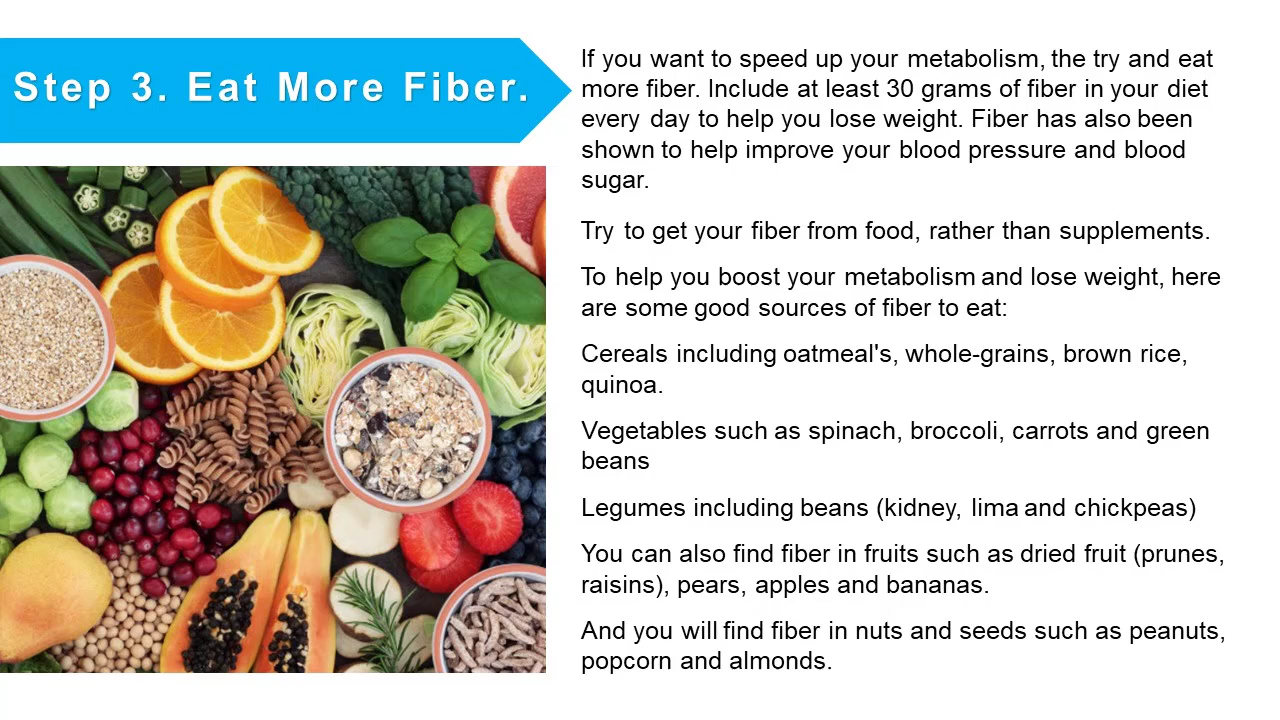 Step 3. Eat More Fiber.
If you want to speed up your metabolism, the try and eat
more fiber. Include at least 30 grams of fiber in your diet
every day to help you lose weight. Fiber has also been
shown to help improve your blood pressure and blood
sugar.
Try to get your fiber from food, rather than supplements.
To help you boost your metabolism and lose weight, here
are some good sources of fiber to eat:
Cereals including oatmeal's, whole-grains, brown rice,
quinoa.
Vegetables such as spinach, broccoli, carrots and green
beans
Legumes including beans (kidney, lima and chickpeas)
You can also find fiber in fruits such as dried fruit (prunes,
raisins), pears, apples and bananas.
And you will find fiber in nuts and seeds such as peanuts,
popcorn and almonds.